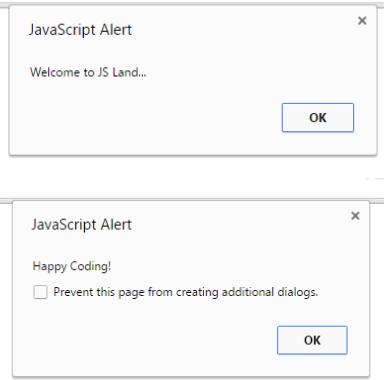 JavaScript Alert
Welcome to JS Land...
OK
JavaScript Alert
Happy Coding!
Prevent this page from creating additional dialogs.
OK